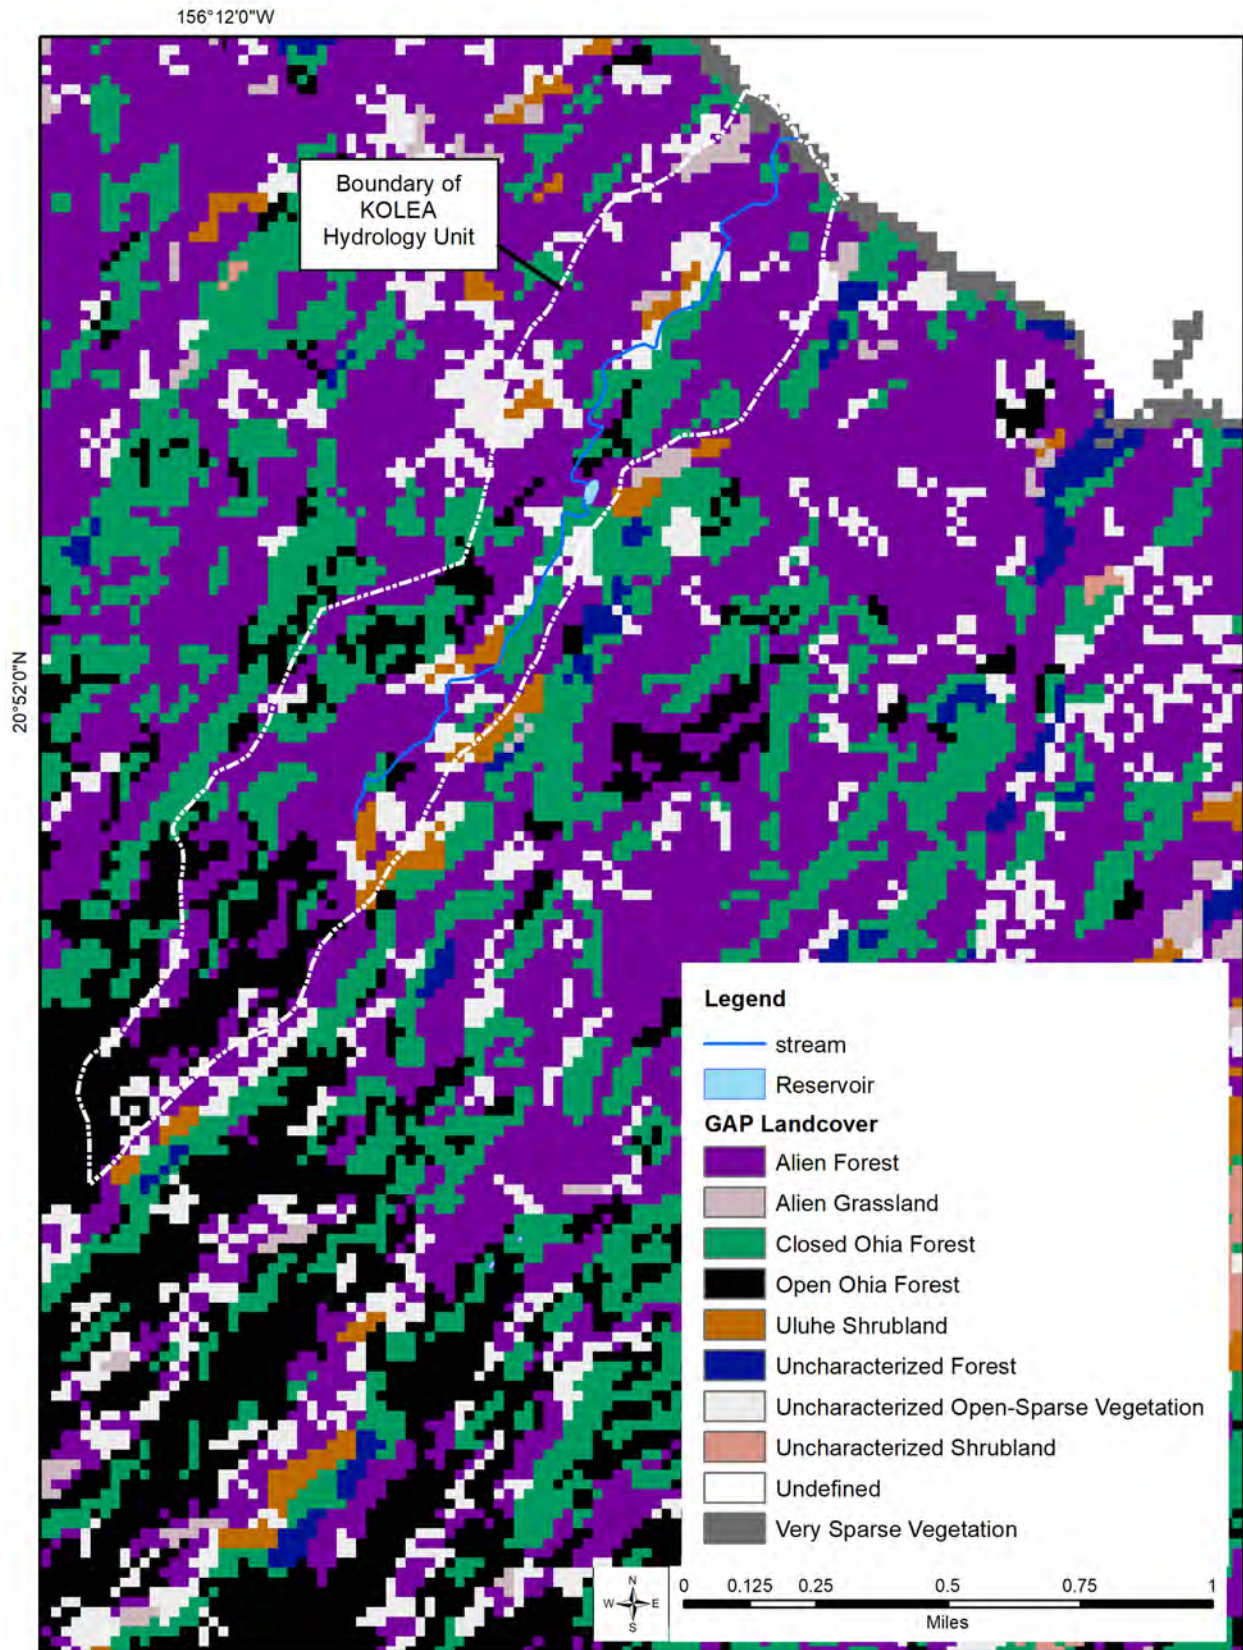 156°12'0"W
Boundary of
KOLEA
Hydrology Unit
20°52'0"N
Legend
stream
Reservoir
GAP Landcover
Alien Forest
Alien Grassland
Closed Ohia Forest
Open Ohia Forest
Uluhe Shrubland
Uncharacterized Forest
Uncharacterized Open-Sparse Vegetation
Uncharacterized Shrubland
Undefined
Very Sparse Vegetation
N
W E
S
0 0.125 0.25 0.5 0.75 1
Miles